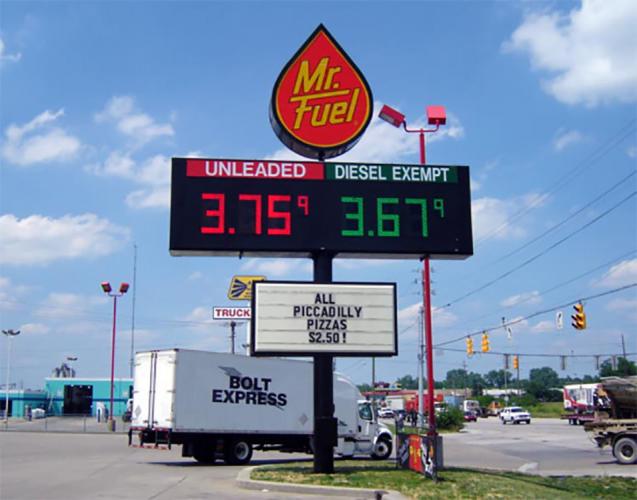 Mr.
Fuel
UNLEADED
DIESEL EXEMPT
3.75 9
3.67 9
TRUCK
ALL
PICCADILLY
PIZZAS
$2.50!
BOLT
EXPRESS